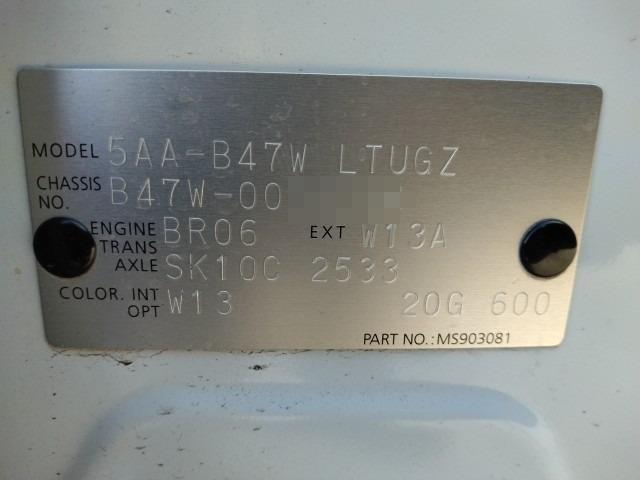 MODEL 5AA-B47W LTUGZ
CHASSIS NO. B47W-00
ENGINE BR06 EXT W13A
TRANS AXLE SK10C 2533
COLOR. INT OPT W13 20G 600
PART NO.: MS903081